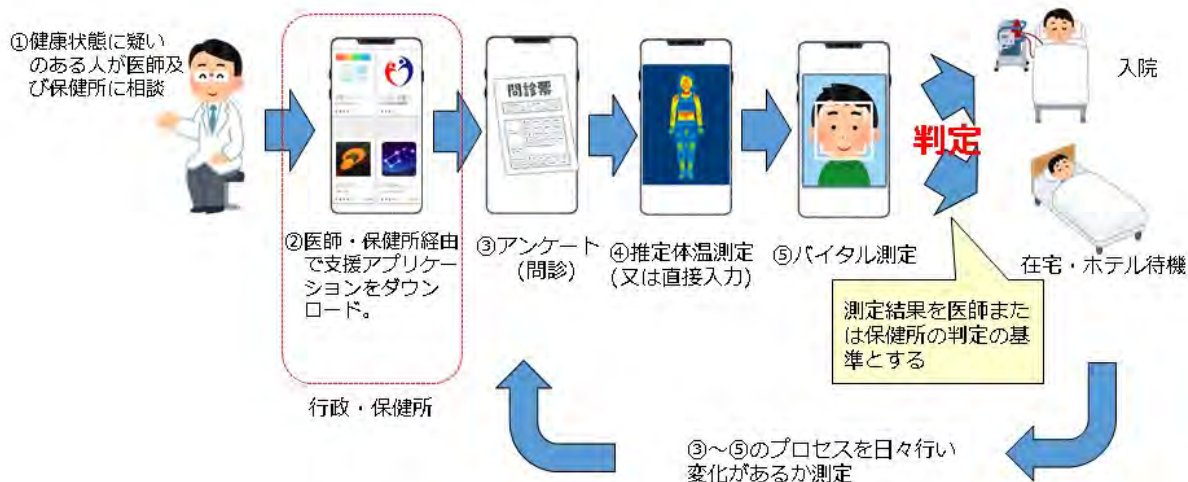 ①健康状態に疑い
のある人が医師及
び保健所に相談
②医師・保健所経由
で支援アプリケー
ションをダウン
ロード。
行政・保健所
問診票
③アンケート
(問診)
④推定体温測定
(又は直接入力)
⑤バイタル測定
判定
入院
在宅・ホテル待機
測定結果を医師また
は保健所の判定の基
準とする
③～⑤のプロセスを日々行い
変化があるか測定